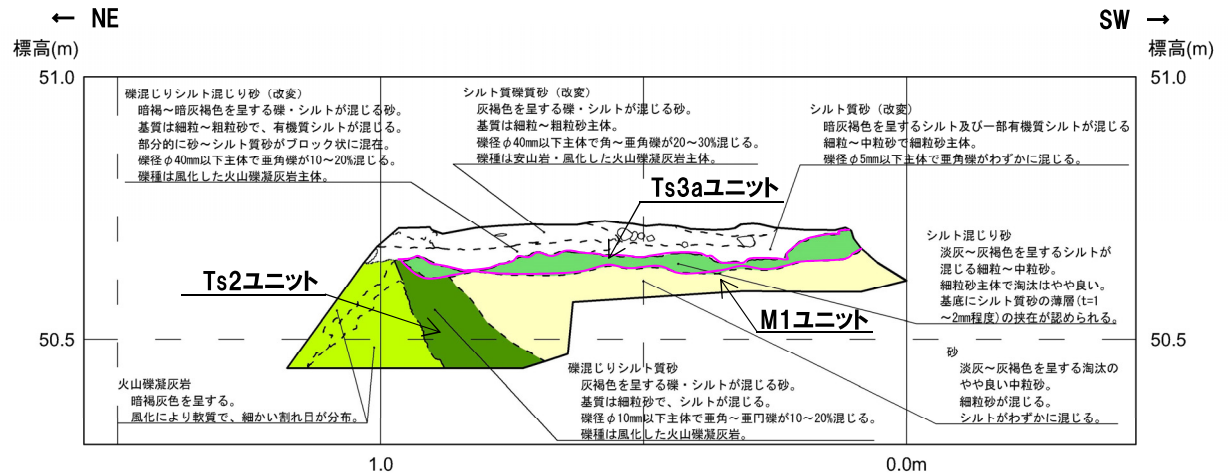 ← NE
SW →
標高(m)
標高(m)
51.0
51.0
礫混じりシルト混じり砂（改変）
暗褐～暗灰褐色を呈する礫・シルトが混じる砂。
基質は細粒～粗粒砂で、有機質シルトが混じる。
部分的に砂～シルト質砂がブロック状に混在。
礫径φ40mm以下主体で亜角礫が10～20%混じる。
礫種は風化した火山礫凝灰岩主体。
シルト質礫質砂（改変）
灰褐色を呈する礫・シルトが混じる砂。
基質は細粒～粗粒砂主体。
礫径φ40mm以下主体で角～亜角礫が20～30%混じる。
礫種は安山岩・風化した火山礫凝灰岩主体。
シルト質砂（改変）
暗灰褐色を呈するシルト及び一部有機質シルトが混じる
細粒～中粒砂で細粒砂主体。
礫径φ5mm以下主体で亜角礫がわずかに混じる。
Ts3aユニット
シルト混じり砂
淡灰～灰褐色を呈するシルトが
混じる細粒～中粒砂。
細粒砂主体で淘汰はやや良い。
基底にシルト質砂の薄層(t=1
～2mm程度)の挟在が認められる。
Ts2ユニット
M1ユニット
50.5
50.5
火山礫凝灰岩
暗褐灰色を呈する。
風化により軟質で、細かい割れ目が分布。
礫混じりシルト質砂
灰褐色を呈する礫・シルトが混じる砂。
基質は細粒砂で、シルトが混じる。
礫径φ10mm以下主体で亜角～亜円礫が10～20%混じる。
礫種は風化した火山礫凝灰岩。
砂
淡灰～灰褐色を呈する淘汰の
やや良い中粒砂。
細粒砂が混じる。
シルトがわずかに混じる。
1.0
0.0m